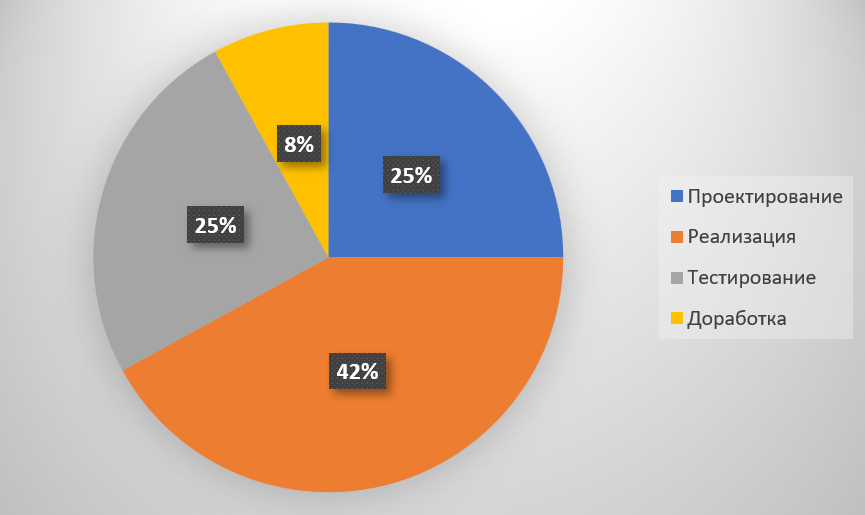 8%
25%
25%
42%
Проектирование
Реализация
Тестирование
Доработка